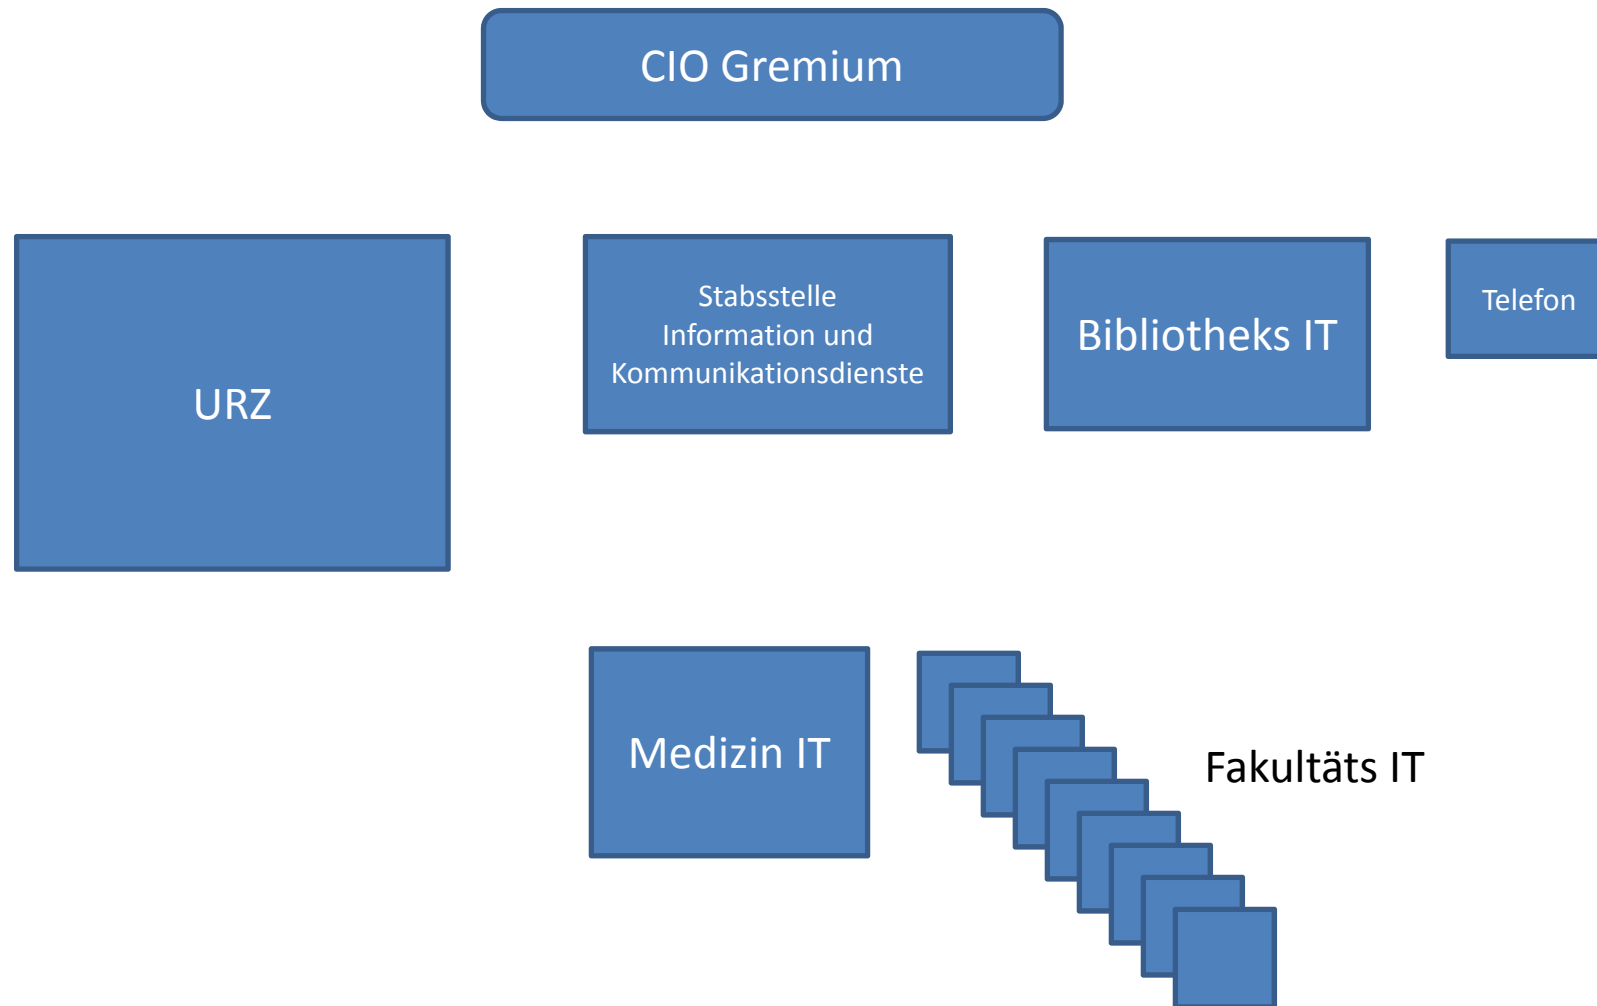 CIO Gremium
URZ
Stabsstelle
Information und
Kommunikationsdienste
Bibliotheks IT
Telefon
Medizin IT
Fakultäts IT